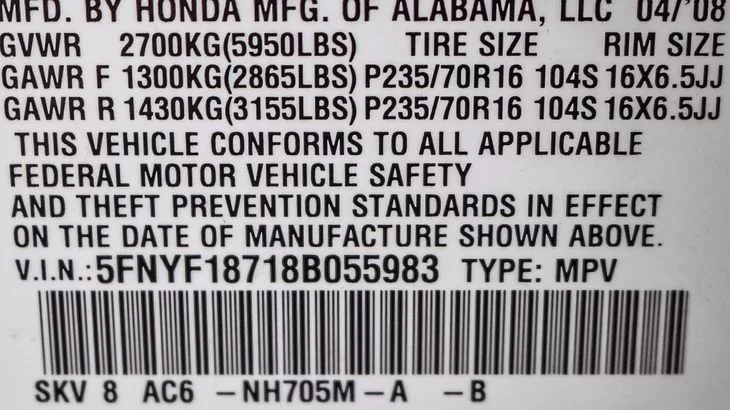 MFD. BY HONDA MFG. OF ALABAMA, LLC 04/'08
GVWR 2700KG(5950LBS) TIRE SIZE RIM SIZE
GAWR F 1300KG(2865LBS) P235/70R16 104S 16X6.5JJ
GAWR R 1430KG(3155LBS) P235/70R16 104S 16X6.5JJ
THIS VEHICLE CONFORMS TO ALL APPLICABLE
FEDERAL MOTOR VEHICLE SAFETY
AND THEFT PREVENTION STANDARDS IN EFFECT
ON THE DATE OF MANUFACTURE SHOWN ABOVE.
V.I.N.:5FNYF18718B055983 TYPE: MPV
SKV 8 AC6 -NH705M-A -B